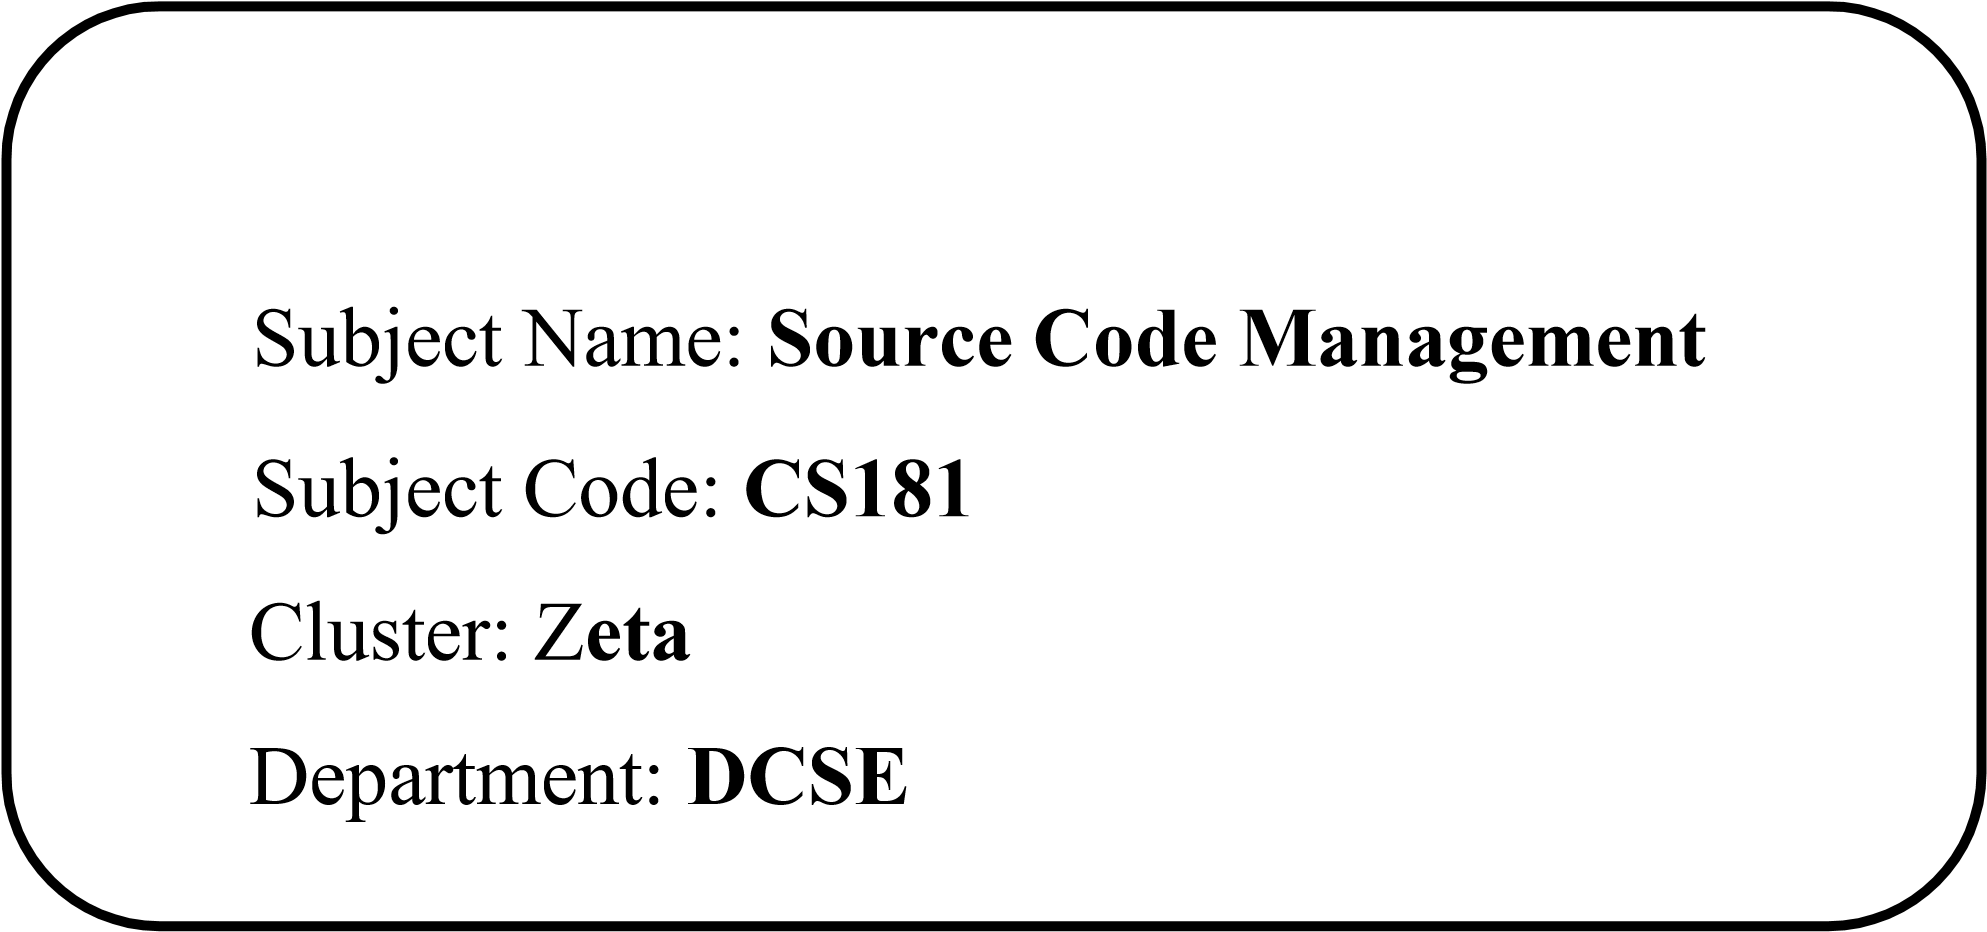 Subject Name: Source Code Management
Subject Code: CS181
Cluster: Zeta
Department: DCSE